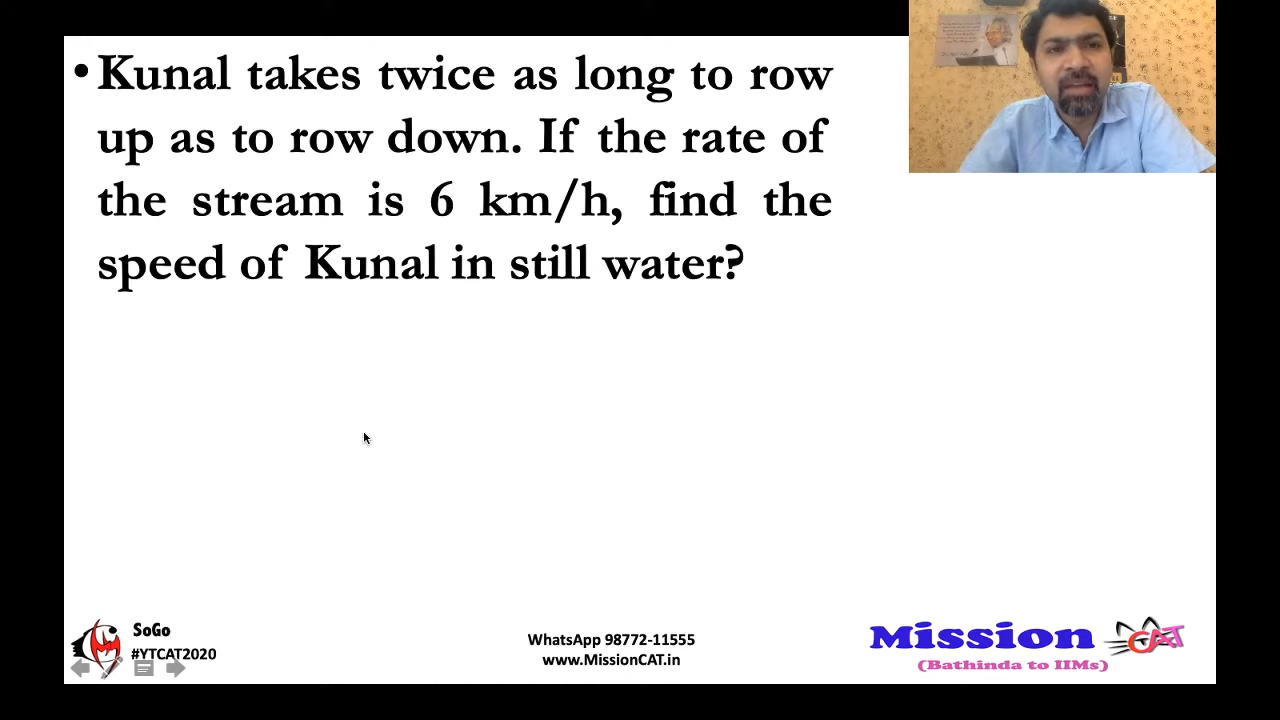 • Kunal takes twice as long to row
up as to row down. If the rate of
the stream is 6 km/h, find the
speed of Kunal in still water?
SoGo
#YTCAT2020
WhatsApp 98772-11555
www.MissionCAT.in
Mission CAT
(Bathinda to IIMs)